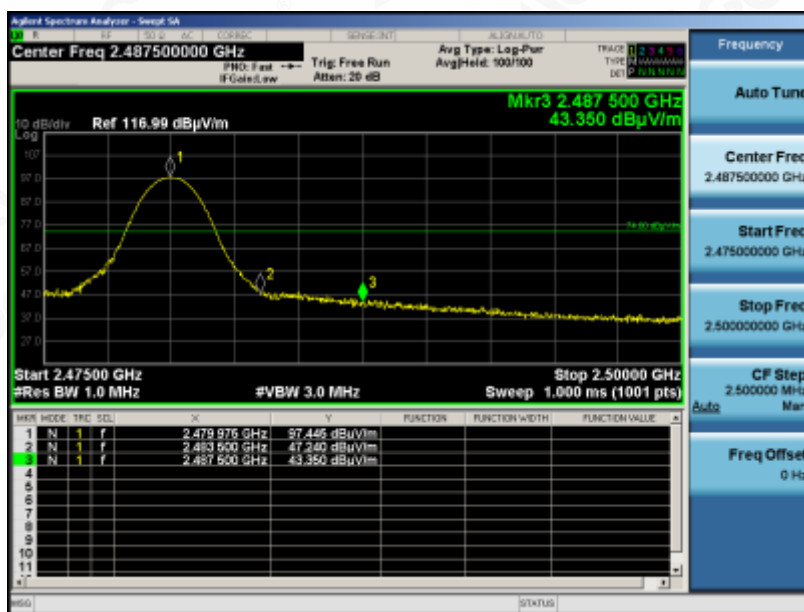 Agilent Spectrum Analyzer - Swept SA
R RF 50 Ω AC CORREC SENSE:INT ALIGN AUTO
Center Freq 2.487500000 GHz
PNO: Fast
IFGain:Low
Trig: Free Run
Atten: 20 dB
Avg Type: Log-Pwr
Avg|Hold: 100/100
TRACE 1 2 3 4 5 6
TYPE M W W W W W
DET P N N N N N
Mkr3 2.487 500 GHz
43.350 dBµV/m
10 dB/div Ref 116.99 dBµV/m
Log
107
97.0
87.0
77.0
67.0
57.0
47.0
37.0
27.0
1
2
3
74.00 dBµV/m
Start 2.47500 GHz Stop 2.50000 GHz
#Res BW 1.0 MHz #VBW 3.0 MHz Sweep 1.000 ms (1001 pts)
MKR MODE TRC SCL X Y FUNCTION FUNCTION WIDTH FUNCTION VALUE
1 N 1 f 2.479 975 GHz 97.445 dBµV/m
2 N 1 f 2.483 500 GHz 47.240 dBµV/m
3 N 1 f 2.487 500 GHz 43.350 dBµV/m
4
5
6
7
8
9
10
11
MSG STATUS
Frequency
Auto Tune
Center Freq
2.487500000 GHz
Start Freq
2.475000000 GHz
Stop Freq
2.500000000 GHz
CF Step
2.500000 MHz
Auto Man
Freq Offset
0 Hz